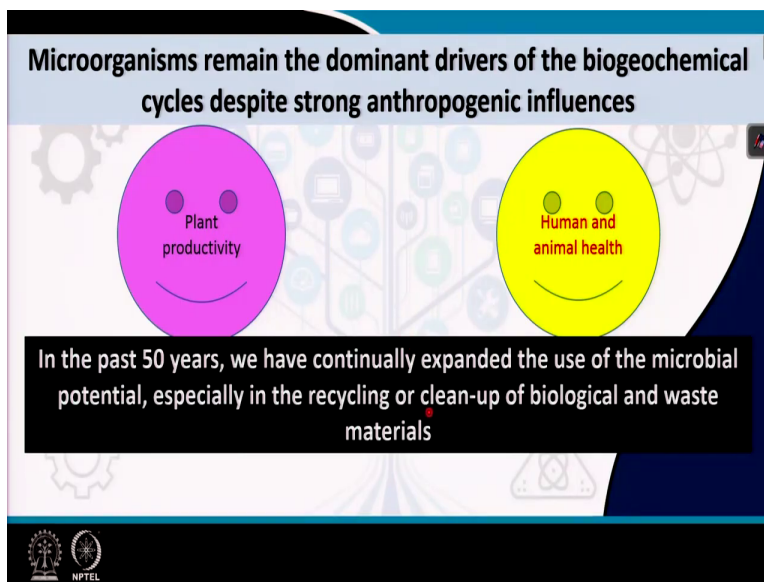 Microorganisms remain the dominant drivers of the biogeochemical
cycles despite strong anthropogenic influences
Plant
productivity
Human and
animal health
In the past 50 years, we have continually expanded the use of the microbial
potential, especially in the recycling or clean-up of biological and waste
materials
NPTEL